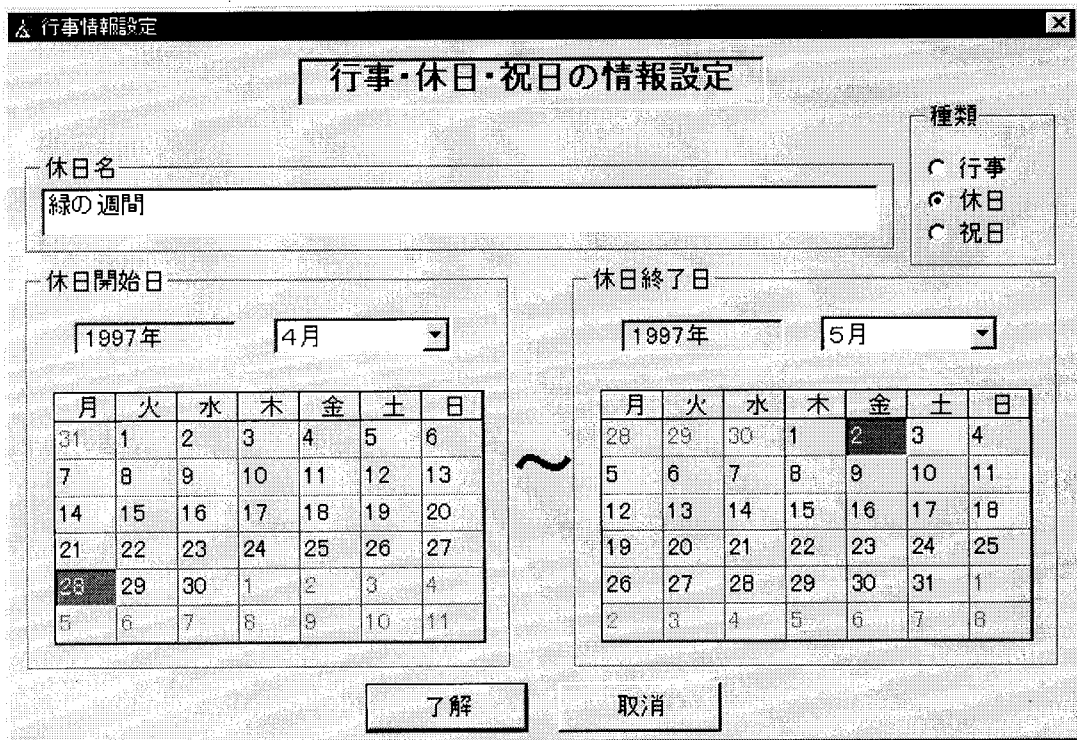 行事情報設定
行事・休日・祝日の情報設定
種類
行事
休日
祝日
休日名
緑の週間
休日開始日
1997年 4月
月 火 水 木 金 土 日
31 1 2 3 4 5 6
7 8 9 10 11 12 13
14 15 16 17 18 19 20
21 22 23 24 25 26 27
28 29 30 1 2 3 4
5 6 7 8 9 10 11
～
休日終了日
1997年 5月
月 火 水 木 金 土 日
28 29 30 1 2 3 4
5 6 7 8 9 10 11
12 13 14 15 16 17 18
19 20 21 22 23 24 25
26 27 28 29 30 31 1
2 3 4 5 6 7 8
了解 取消